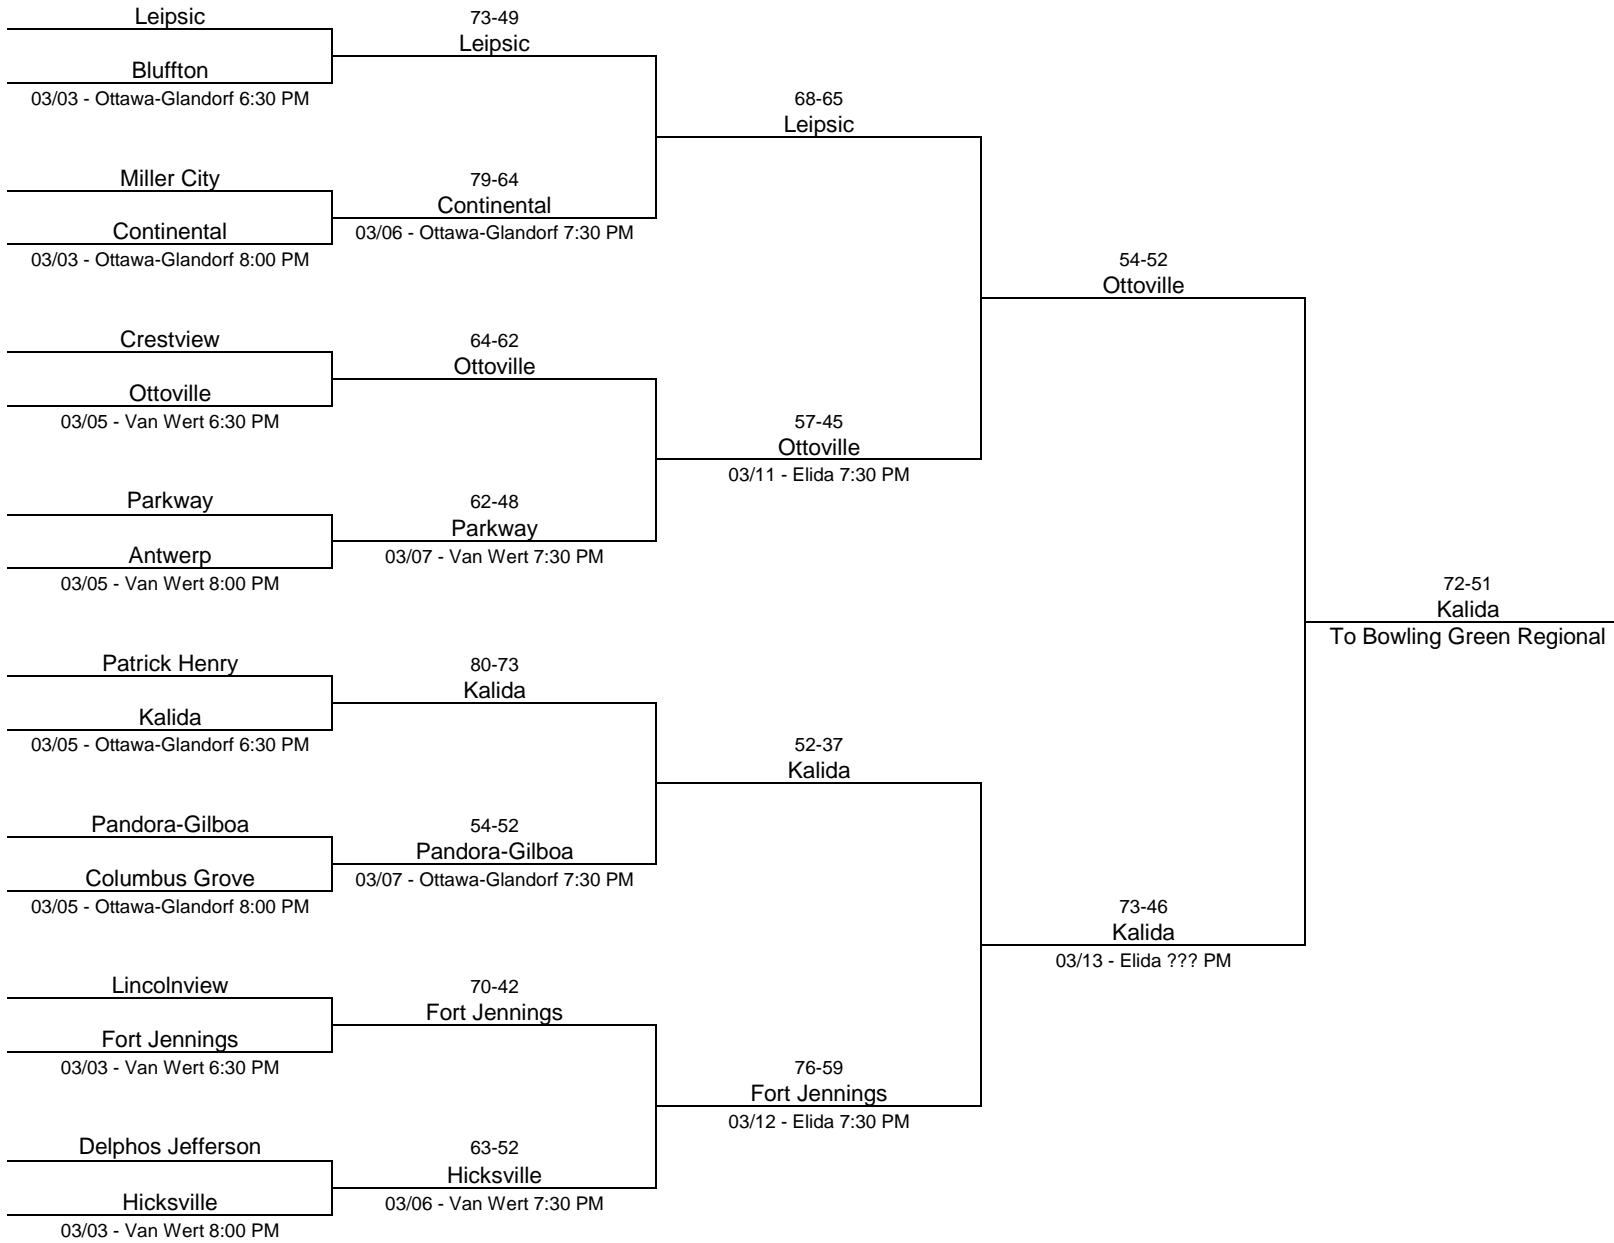 Leipsic
Bluffton
03/03 - Ottawa-Glandorf 6:30 PM
Miller City
Continental
03/03 - Ottawa-Glandorf 8:00 PM
Crestview
Ottoville
03/05 - Van Wert 6:30 PM
Parkway
Antwerp
03/05 - Van Wert 8:00 PM
Patrick Henry
Kalida
03/05 - Ottawa-Glandorf 6:30 PM
Pandora-Gilboa
Columbus Grove
03/05 - Ottawa-Glandorf 8:00 PM
Lincolnview
Fort Jennings
03/03 - Van Wert 6:30 PM
Delphos Jefferson
Hicksville
03/03 - Van Wert 8:00 PM
73-49
Leipsic
79-64
Continental
03/06 - Ottawa-Glandorf 7:30 PM
64-62
Ottoville
62-48
Parkway
03/07 - Van Wert 7:30 PM
80-73
Kalida
54-52
Pandora-Gilboa
03/07 - Ottawa-Glandorf 7:30 PM
70-42
Fort Jennings
63-52
Hicksville
03/06 - Van Wert 7:30 PM
68-65
Leipsic
57-45
Ottoville
03/11 - Elida 7:30 PM
52-37
Kalida
76-59
Fort Jennings
03/12 - Elida 7:30 PM
54-52
Ottoville
73-46
Kalida
03/13 - Elida ??? PM
72-51
Kalida
To Bowling Green Regional